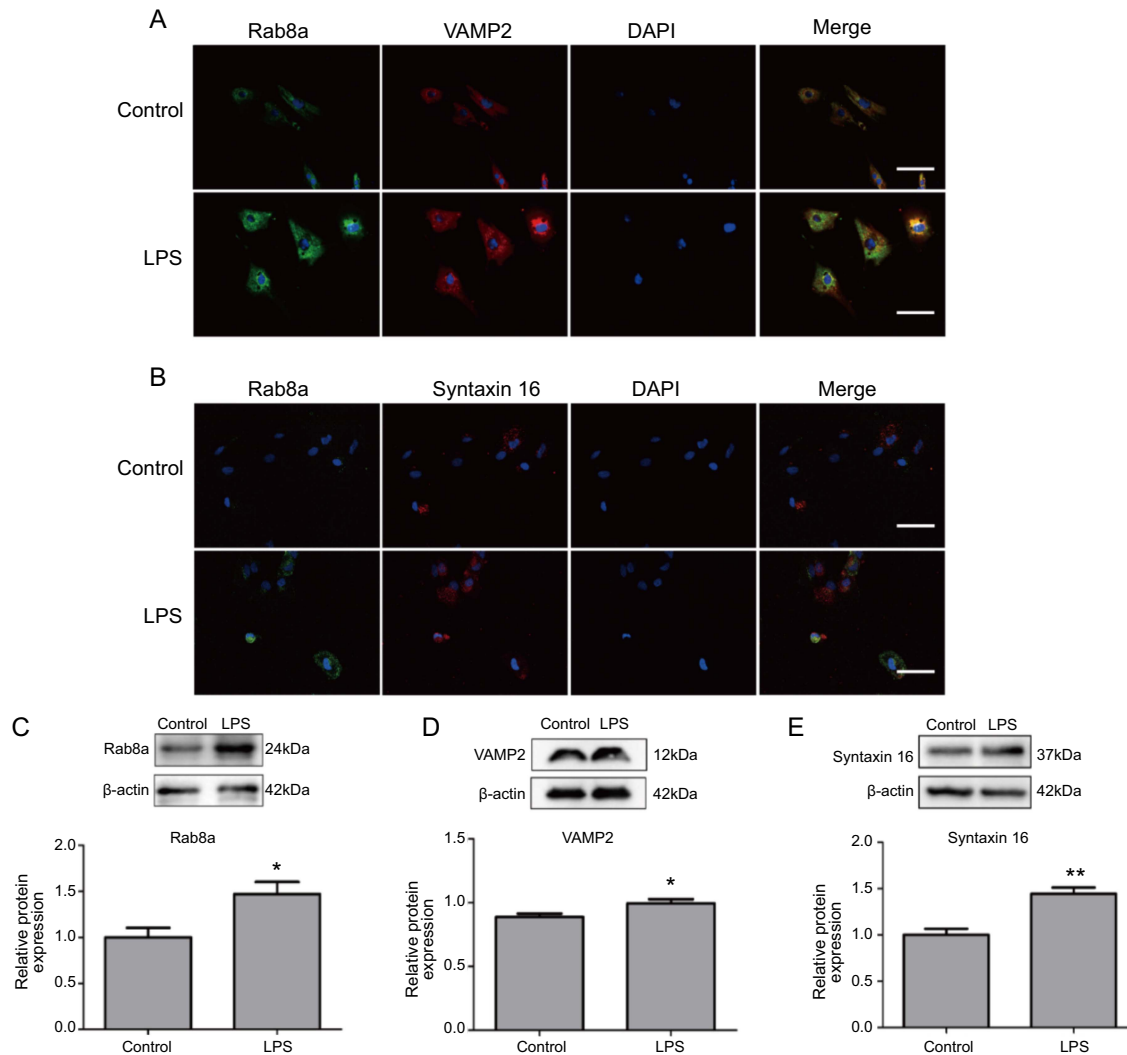 A
Rab8a VAMP2 DAPI Merge
Control
LPS
B
Rab8a Syntaxin 16 DAPI Merge
Control
LPS
C
Control LPS
Rab8a 24kDa
β-actin 42kDa
Rab8a
Relative protein
expression
2.0
1.5
1.0
0.5
0.0
*
Control LPS
D
Control LPS
VAMP2 12kDa
β-actin 42kDa
VAMP2
Relative protein
expression
1.5
1.0
0.5
0.0
*
Control LPS
E
Control LPS
Syntaxin 16 37kDa
β-actin 42kDa
Syntaxin 16
Relative protein
expression
2.0
1.5
1.0
0.5
0.0
**
Control LPS